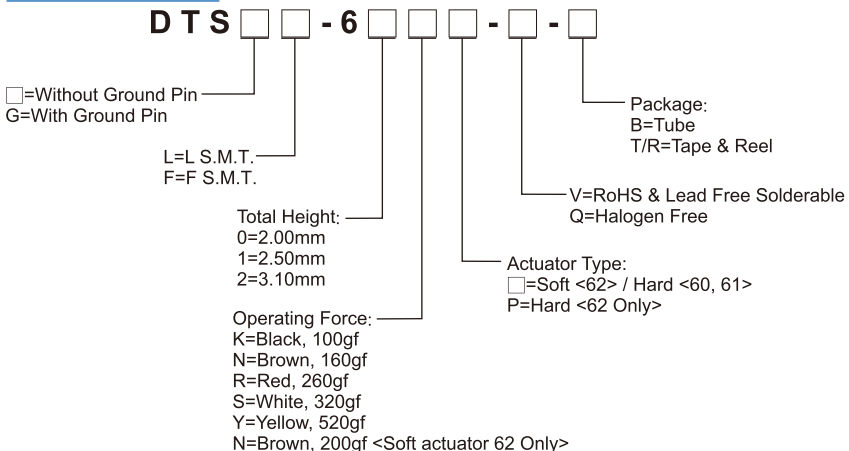 DTS□□-6□□□-□-□
□=Without Ground Pin
G=With Ground Pin
L=L S.M.T.
F=F S.M.T.
Total Height:
0=2.00mm
1=2.50mm
2=3.10mm
Operating Force:
K=Black, 100gf
N=Brown, 160gf
R=Red, 260gf
S=White, 320gf
Y=Yellow, 520gf
N=Brown, 200gf <Soft actuator 62 Only>
Actuator Type:
□=Soft <62> / Hard <60, 61>
P=Hard <62 Only>
V=RoHS & Lead Free Solderable
Q=Halogen Free
Package:
B=Tube
T/R=Tape & Reel